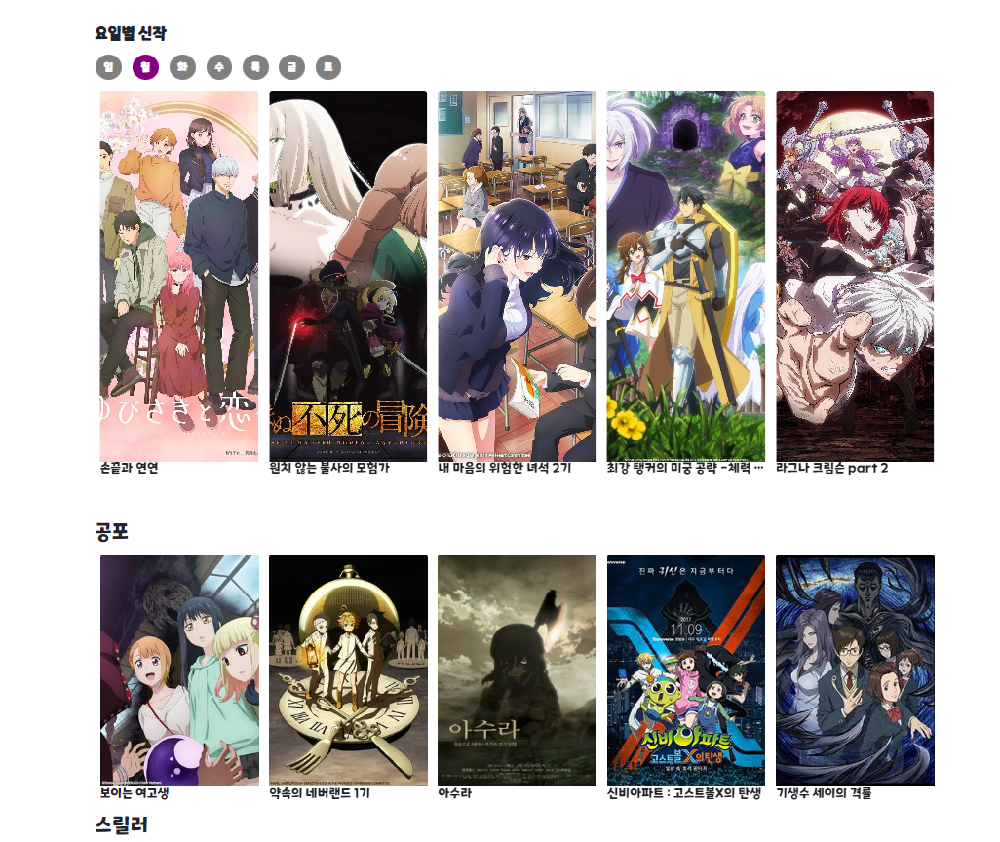 요일별 신작
일 월 화 수 목 금 토
ゆびさきと恋
ぬ不死の冒険
손끝과 연연
원치 않는 불사의 모험가
내 마음의 위험한 녀석 2기
최강 탱커의 미궁 공략 -체력 ...
라그나 크림슨 part 2
공포
진짜 귀신은 지금부터다
2017
11.09
아수라
신비아파트
고스트볼X의탄생
보이는 여고생
약속의 네버랜드 1기
아수라
신비아파트 : 고스트볼X의 탄생
기생수 세이의 격률
스릴러